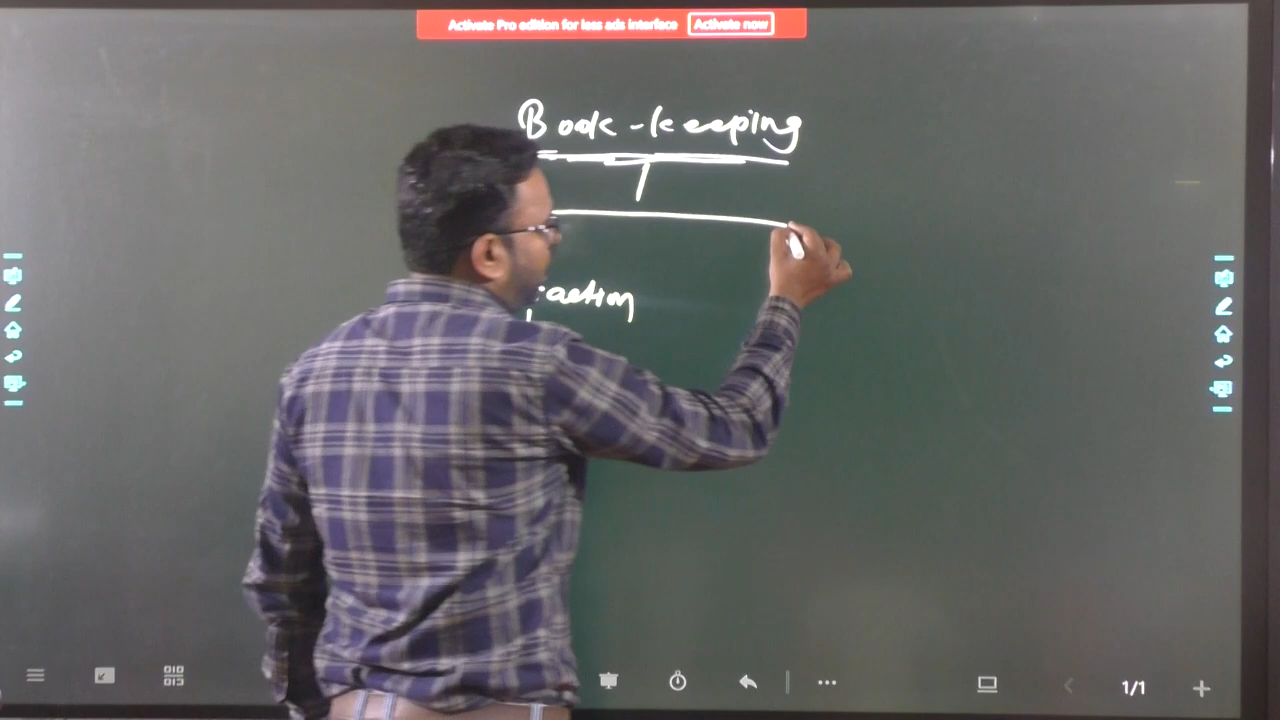 Activate Pro edition for less ads interface Activate now
Book-keeping
action
1/1